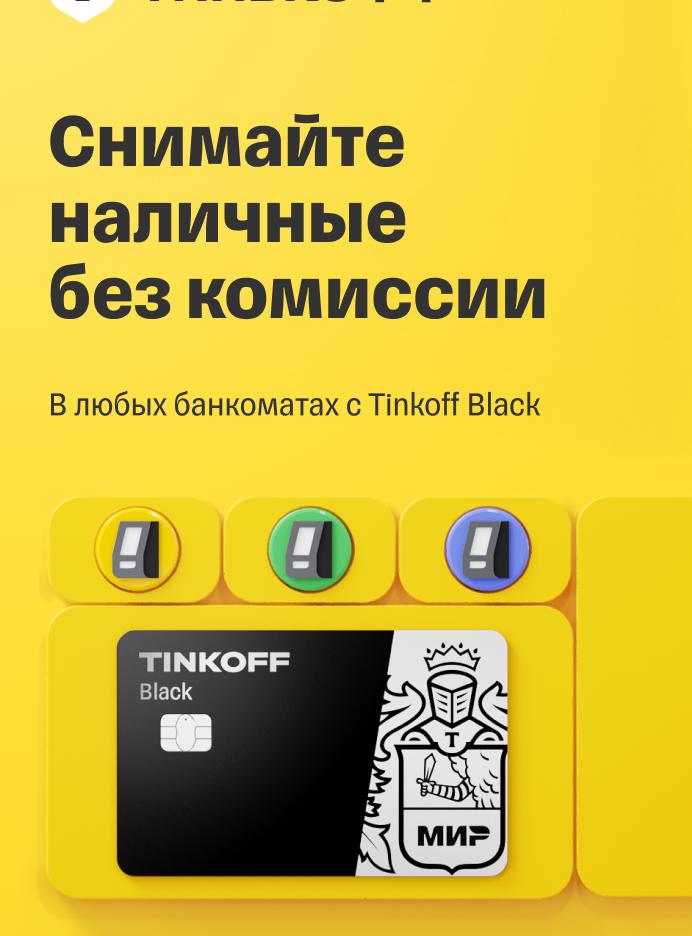 Снимайте
наличные
без комиссии
В любых банкоматах с Tinkoff Black
TINKOFF
Black
T
МИР